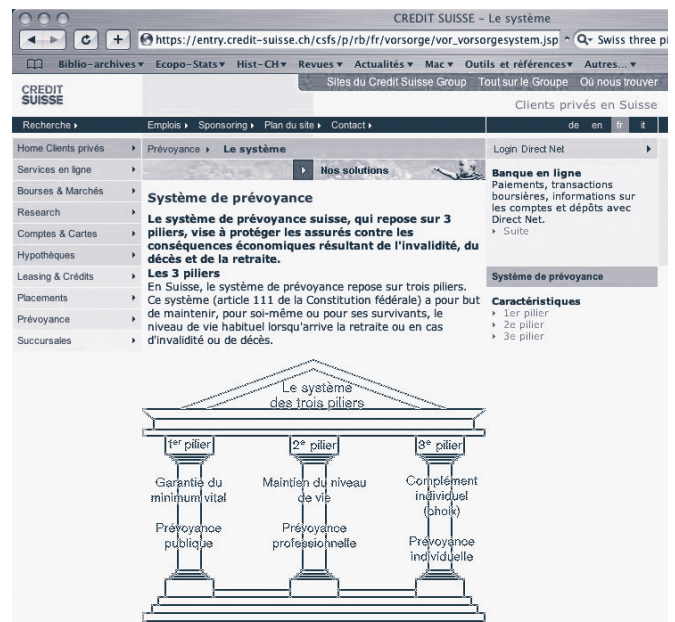 CREDIT SUISSE – Le système
https://entry.credit-suisse.ch/csfs/p/rb/fr/vorsorge/vor_vorsorgesystem.jsp
Swiss three pi
Biblio-archives Ecopo-Stats Hist-CH Revues Actualités Mac Outils et références Autres...
Sites du Credit Suisse Group Tout sur le Groupe Où nous trouver
CREDIT
SUISSE
Clients privés en Suisse
Recherche Emplois Sponsoring Plan du site Contact de en fr it
Home Clients privés
Services en ligne
Bourses & Marchés
Research
Comptes & Cartes
Hypothèques
Leasing & Crédits
Placements
Prévoyance
Succursales
Prévoyance Le système
Nos solutions
Système de prévoyance
Le système de prévoyance suisse, qui repose sur 3
piliers, vise à protéger les assurés contre les
conséquences économiques résultant de l'invalidité, du
décès et de la retraite.
Les 3 piliers
En Suisse, le système de prévoyance repose sur trois piliers.
Ce système (article 111 de la Constitution fédérale) a pour but
de maintenir, pour soi-même ou pour ses survivants, le
niveau de vie habituel lorsqu'arrive la retraite ou en cas
d'invalidité ou de décès.
Login Direct Net
Banque en ligne
Paiements, transactions
boursières, informations sur
les comptes et dépôts avec
Direct Net.
Suite
Système de prévoyance
Caractéristiques
1er pilier
2e pilier
3e pilier
Le système
des trois piliers
1er pilier
Garantie du
minimum vital
Prévoyance
publique
2e pilier
Maintien du niveau
de vie
Prévoyance
professionnelle
3e pilier
Complément
individuel
(choix)
Prévoyance
individuelle